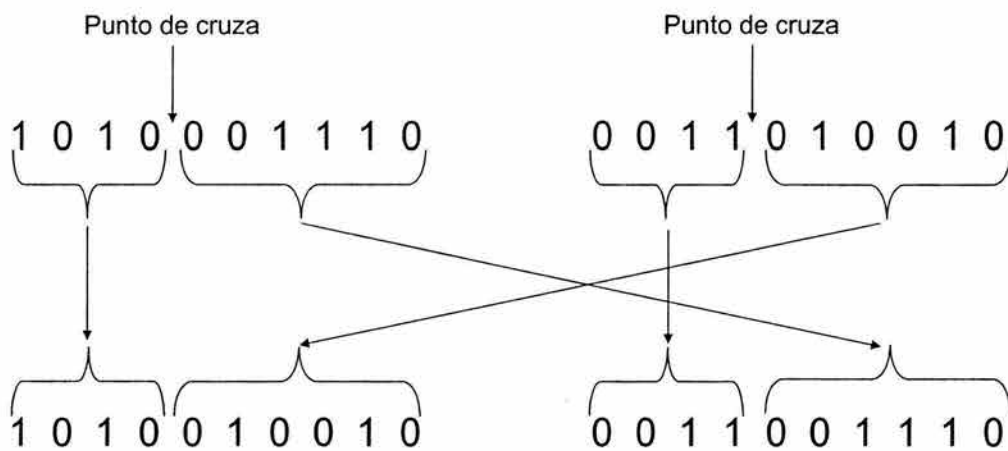 Punto de cruza Punto de cruza
1 0 1 0 0 0 1 1 1 0 0 0 1 1 0 1 0 0 1 0
1 0 1 0 0 1 0 0 1 0 0 0 1 1 0 0 1 1 1 0